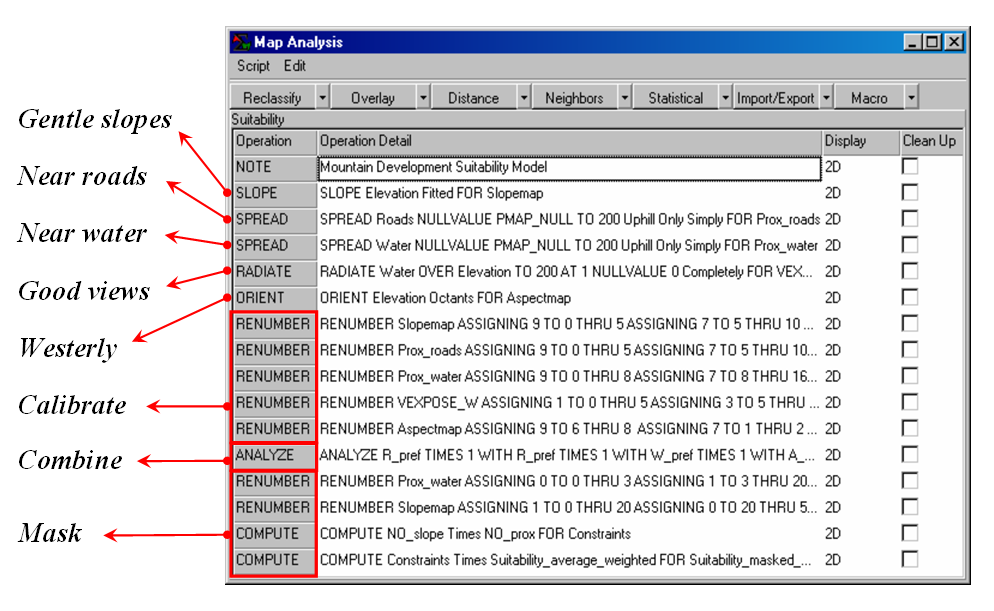 Map Analysis
Script Edit
Reclassify Overlay Distance Neighbors Statistical Import/Export Macro
Suitability
Operation Operation Detail Display Clean Up
NOTE Mountain Development Suitability Model 2D
Gentle slopes
SLOPE SLOPE Elevation Fitted FOR Slopemap 2D
Near roads
SPREAD SPREAD Roads NULLVALUE PMAP_NULL TO 200 Uphill Only Simply FOR Prox_roads 2D
Near water
SPREAD SPREAD Water NULLVALUE PMAP_NULL TO 200 Uphill Only Simply FOR Prox_water 2D
Good views
RADIATE RADIATE Water OVER Elevation TO 200 AT 1 NULLVALUE 0 Completely FOR VEX... 2D
Westerly
ORIENT ORIENT Elevation Octants FOR Aspectmap 2D
Calibrate
RENUMBER RENUMBER Slopemap ASSIGNING 9 TO 0 THRU 5 ASSIGNING 7 TO 5 THRU 10 ... 2D
RENUMBER RENUMBER Prox_roads ASSIGNING 9 TO 0 THRU 5 ASSIGNING 7 TO 5 THRU 10... 2D
RENUMBER RENUMBER Prox_water ASSIGNING 9 TO 0 THRU 8 ASSIGNING 7 TO 8 THRU 16... 2D
RENUMBER RENUMBER VEXPOSE_W ASSIGNING 1 TO 0 THRU 5 ASSIGNING 3 TO 5 THRU ... 2D
RENUMBER RENUMBER Aspectmap ASSIGNING 9 TO 6 THRU 8 ASSIGNING 7 TO 1 THRU 2 ... 2D
Combine
ANALYZE ANALYZE R_pref TIMES 1 WITH R_pref TIMES 1 WITH W_pref TIMES 1 WITH A_... 2D
Mask
RENUMBER RENUMBER Prox_water ASSIGNING 0 TO 0 THRU 3 ASSIGNING 1 TO 3 THRU 20... 2D
RENUMBER RENUMBER Slopemap ASSIGNING 1 TO 0 THRU 20 ASSIGNING 0 TO 20 THRU 5... 2D
COMPUTE COMPUTE NO_slope Times NO_prox FOR Constraints 2D
COMPUTE COMPUTE Constraints Times Suitability_average_weighted FOR Suitability_masked_... 2D